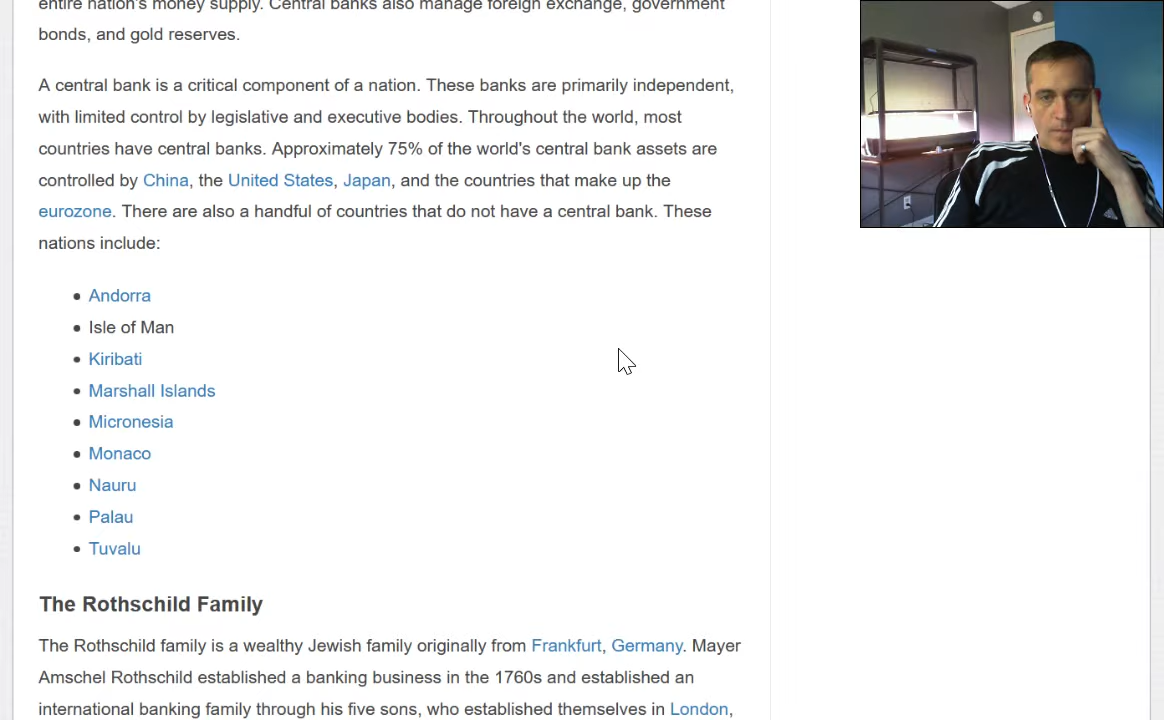 entire nation's money supply. Central banks also manage foreign exchange, government
bonds, and gold reserves.
A central bank is a critical component of a nation. These banks are primarily independent,
with limited control by legislative and executive bodies. Throughout the world, most
countries have central banks. Approximately 75% of the world's central bank assets are
controlled by China, the United States, Japan, and the countries that make up the
eurozone. There are also a handful of countries that do not have a central bank. These
nations include:
Andorra
Isle of Man
Kiribati
Marshall Islands
Micronesia
Monaco
Nauru
Palau
Tuvalu
The Rothschild Family
The Rothschild family is a wealthy Jewish family originally from Frankfurt, Germany. Mayer
Amschel Rothschild established a banking business in the 1760s and established an
international banking family through his five sons, who established themselves in London,